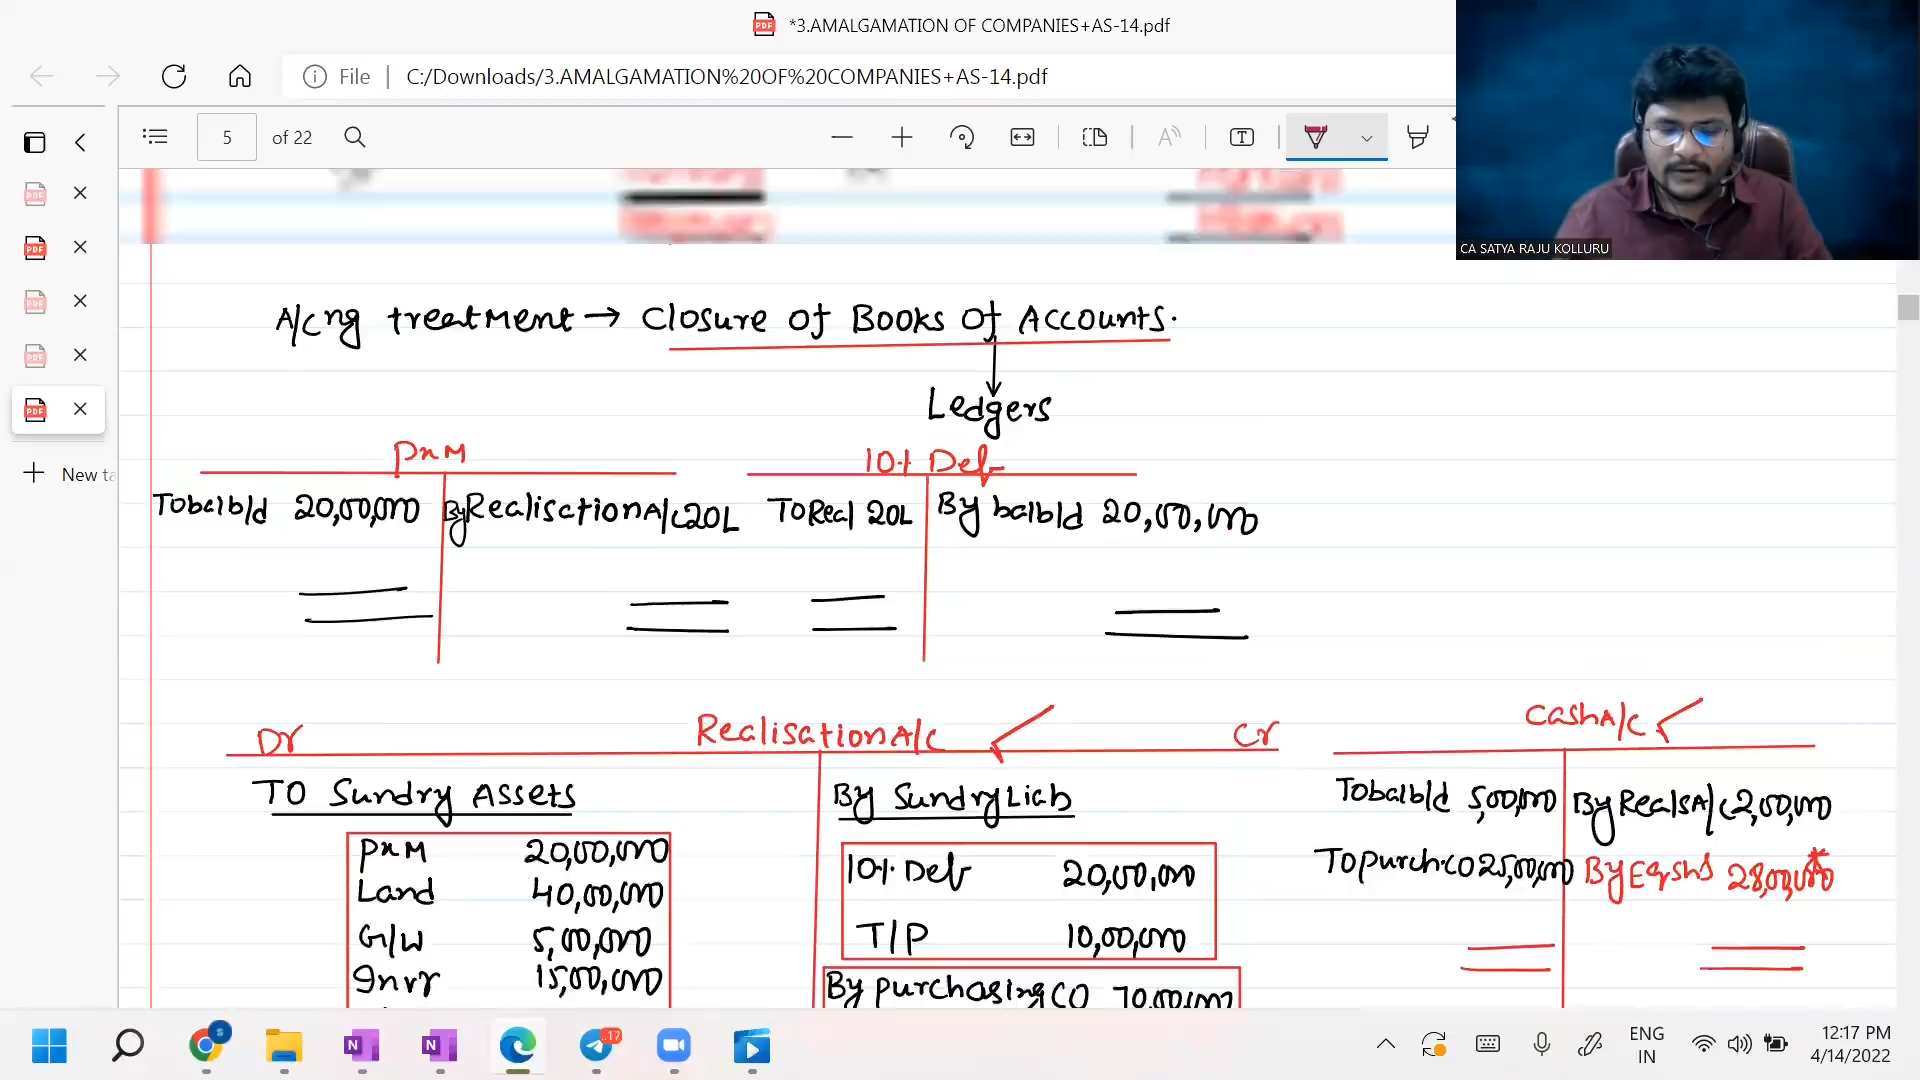 *3.AMALGAMATION OF COMPANIES+AS-14.pdf
File C:/Downloads/3.AMALGAMATION%20OF%20COMPANIES+AS-14.pdf
5 of 22
CA SATYA RAJU KOLLURU
New ta
A/cng treatment → Closure of Books of Accounts.
Ledgers
PnM
To bal b/d 20,00,000 By Realisation A/c 20L
10% Deb
To Real 20L By bal b/d 20,00,000
Dr Realisation A/c Cr
To Sundry Assets
PnM 20,00,000
Land 40,00,000
G/W 5,00,000
Invr 15,00,000
By Sundry Liab
10% Deb 20,00,000
T/P 10,00,000
By purchasing CO 70,00,000
Cash A/c
To bal b/d 5,00,000 By Reals A/c 2,00,000
To purch.CO 25,00,000 By Eq shs 28,00,000*
17
ENG
IN
12:17 PM
4/14/2022